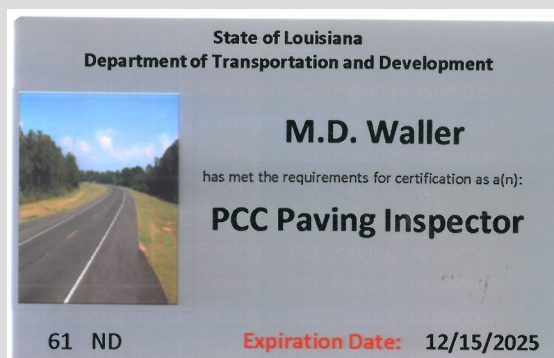 State of Louisiana
Department of Transportation and Development
M.D. Waller
has met the requirements for certification as a(n):
PCC Paving Inspector
61 ND
Expiration Date: 12/15/2025